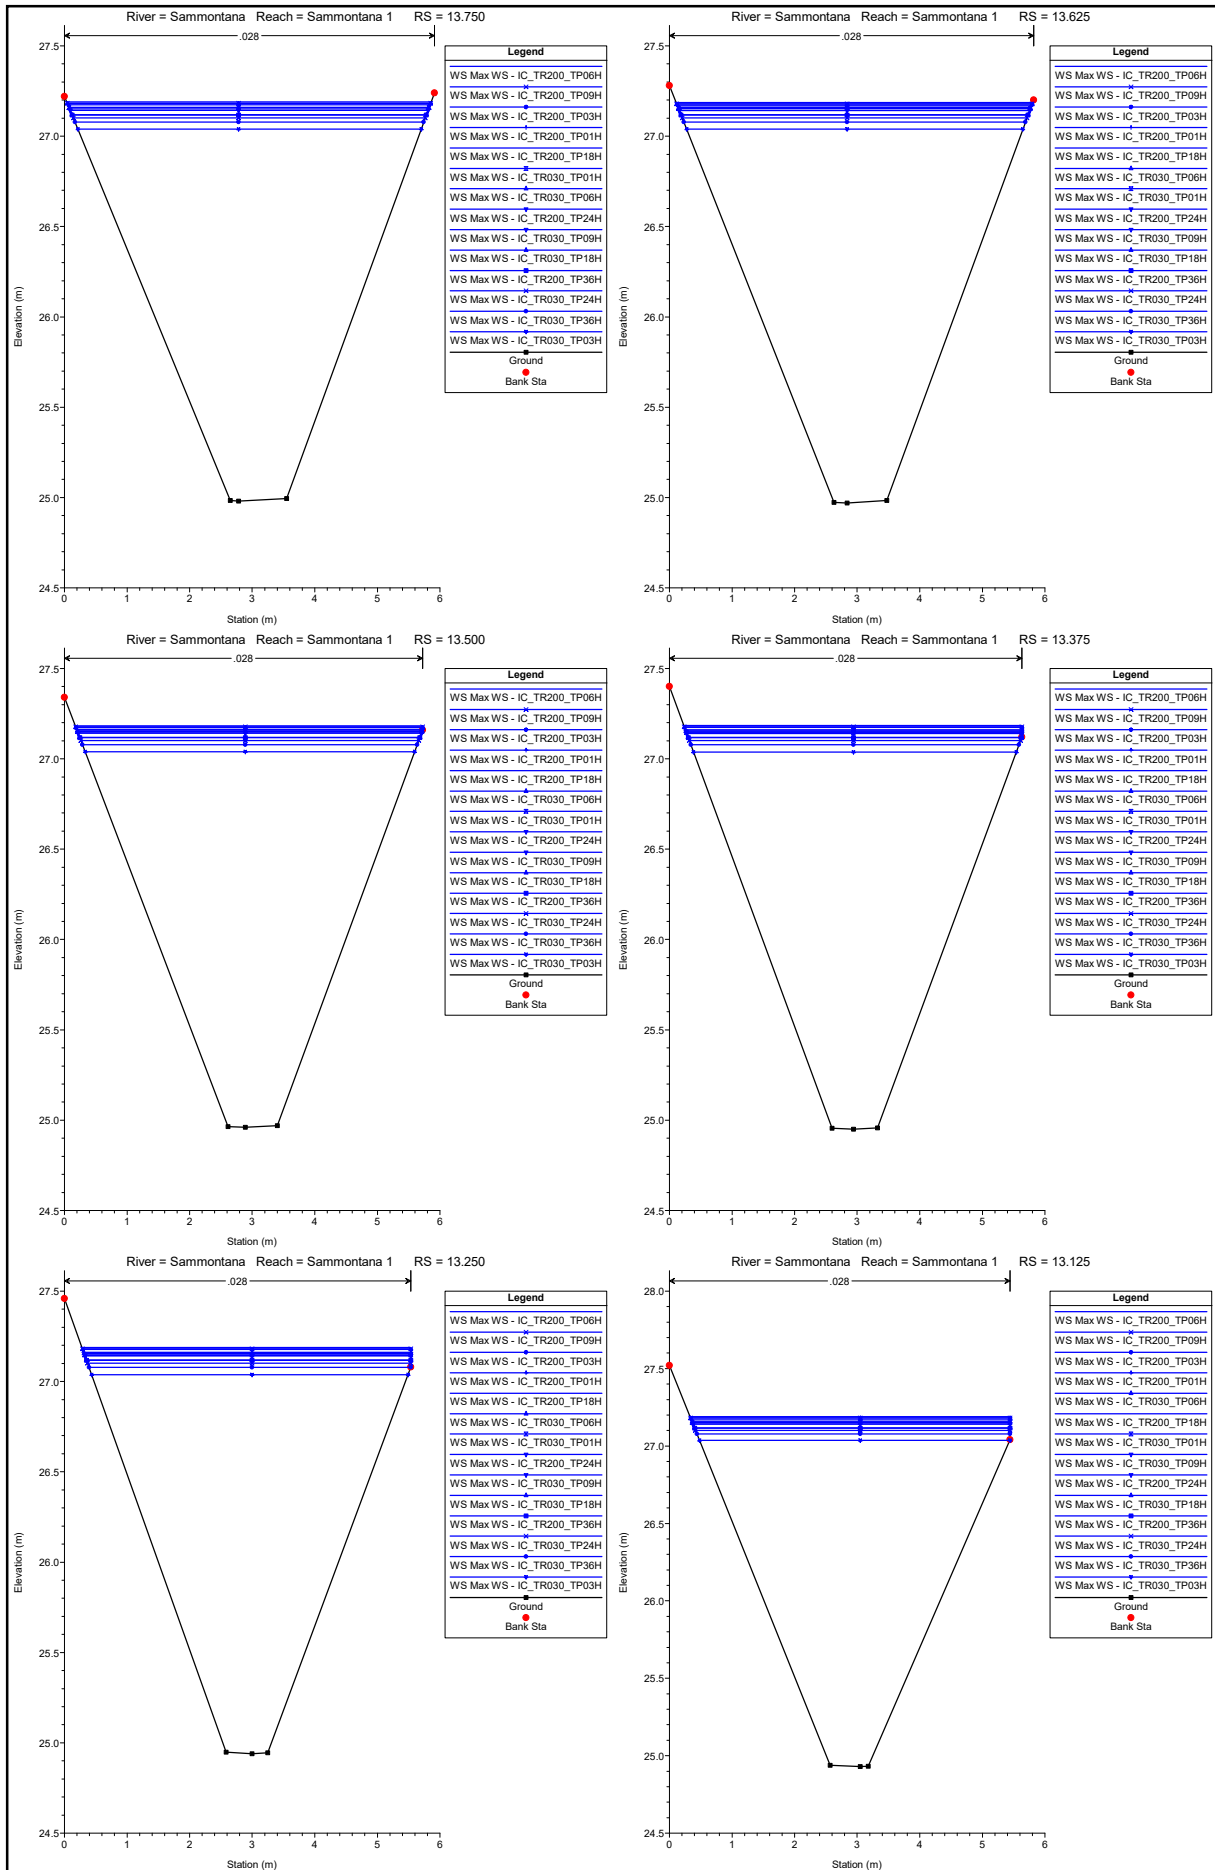 River = Sammontana Reach = Sammontana 1 RS = 13.750
.028
27.5
27.0
26.5
26.0
25.5
25.0
24.5
0 1 2 3 4 5 6
Elevation (m)
Station (m)
Legend
WS Max WS - IC_TR200_TP06H
WS Max WS - IC_TR200_TP09H
WS Max WS - IC_TR200_TP03H
WS Max WS - IC_TR200_TP01H
WS Max WS - IC_TR200_TP18H
WS Max WS - IC_TR030_TP01H
WS Max WS - IC_TR030_TP06H
WS Max WS - IC_TR200_TP24H
WS Max WS - IC_TR030_TP09H
WS Max WS - IC_TR030_TP18H
WS Max WS - IC_TR200_TP36H
WS Max WS - IC_TR030_TP24H
WS Max WS - IC_TR030_TP36H
WS Max WS - IC_TR030_TP03H
Ground
Bank Sta
River = Sammontana Reach = Sammontana 1 RS = 13.625
.028
27.5
27.0
26.5
26.0
25.5
25.0
24.5
0 1 2 3 4 5 6
Elevation (m)
Station (m)
Legend
WS Max WS - IC_TR200_TP06H
WS Max WS - IC_TR200_TP09H
WS Max WS - IC_TR200_TP03H
WS Max WS - IC_TR200_TP01H
WS Max WS - IC_TR200_TP18H
WS Max WS - IC_TR030_TP06H
WS Max WS - IC_TR030_TP01H
WS Max WS - IC_TR200_TP24H
WS Max WS - IC_TR030_TP09H
WS Max WS - IC_TR030_TP18H
WS Max WS - IC_TR200_TP36H
WS Max WS - IC_TR030_TP24H
WS Max WS - IC_TR030_TP36H
WS Max WS - IC_TR030_TP03H
Ground
Bank Sta
River = Sammontana Reach = Sammontana 1 RS = 13.500
.028
27.5
27.0
26.5
26.0
25.5
25.0
24.5
0 1 2 3 4 5 6
Elevation (m)
Station (m)
Legend
WS Max WS - IC_TR200_TP06H
WS Max WS - IC_TR200_TP09H
WS Max WS - IC_TR200_TP03H
WS Max WS - IC_TR200_TP01H
WS Max WS - IC_TR200_TP18H
WS Max WS - IC_TR030_TP06H
WS Max WS - IC_TR030_TP01H
WS Max WS - IC_TR200_TP24H
WS Max WS - IC_TR030_TP09H
WS Max WS - IC_TR030_TP18H
WS Max WS - IC_TR200_TP36H
WS Max WS - IC_TR030_TP24H
WS Max WS - IC_TR030_TP36H
WS Max WS - IC_TR030_TP03H
Ground
Bank Sta
River = Sammontana Reach = Sammontana 1 RS = 13.375
.028
27.5
27.0
26.5
26.0
25.5
25.0
24.5
0 1 2 3 4 5 6
Elevation (m)
Station (m)
Legend
WS Max WS - IC_TR200_TP06H
WS Max WS - IC_TR200_TP09H
WS Max WS - IC_TR200_TP03H
WS Max WS - IC_TR200_TP01H
WS Max WS - IC_TR200_TP18H
WS Max WS - IC_TR030_TP06H
WS Max WS - IC_TR030_TP01H
WS Max WS - IC_TR200_TP24H
WS Max WS - IC_TR030_TP09H
WS Max WS - IC_TR030_TP18H
WS Max WS - IC_TR200_TP36H
WS Max WS - IC_TR030_TP24H
WS Max WS - IC_TR030_TP36H
WS Max WS - IC_TR030_TP03H
Ground
Bank Sta
River = Sammontana Reach = Sammontana 1 RS = 13.250
.028
27.5
27.0
26.5
26.0
25.5
25.0
24.5
0 1 2 3 4 5 6
Elevation (m)
Station (m)
Legend
WS Max WS - IC_TR200_TP06H
WS Max WS - IC_TR200_TP09H
WS Max WS - IC_TR200_TP03H
WS Max WS - IC_TR200_TP01H
WS Max WS - IC_TR200_TP18H
WS Max WS - IC_TR030_TP06H
WS Max WS - IC_TR030_TP01H
WS Max WS - IC_TR200_TP24H
WS Max WS - IC_TR030_TP09H
WS Max WS - IC_TR030_TP18H
WS Max WS - IC_TR200_TP36H
WS Max WS - IC_TR030_TP24H
WS Max WS - IC_TR030_TP36H
WS Max WS - IC_TR030_TP03H
Ground
Bank Sta
River = Sammontana Reach = Sammontana 1 RS = 13.125
.028
28.0
27.5
27.0
26.5
26.0
25.5
25.0
24.5
0 1 2 3 4 5 6
Elevation (m)
Station (m)
Legend
WS Max WS - IC_TR200_TP06H
WS Max WS - IC_TR200_TP09H
WS Max WS - IC_TR200_TP03H
WS Max WS - IC_TR200_TP01H
WS Max WS - IC_TR030_TP06H
WS Max WS - IC_TR200_TP18H
WS Max WS - IC_TR030_TP01H
WS Max WS - IC_TR030_TP09H
WS Max WS - IC_TR200_TP24H
WS Max WS - IC_TR030_TP18H
WS Max WS - IC_TR200_TP36H
WS Max WS - IC_TR030_TP24H
WS Max WS - IC_TR030_TP36H
WS Max WS - IC_TR030_TP03H
Ground
Bank Sta